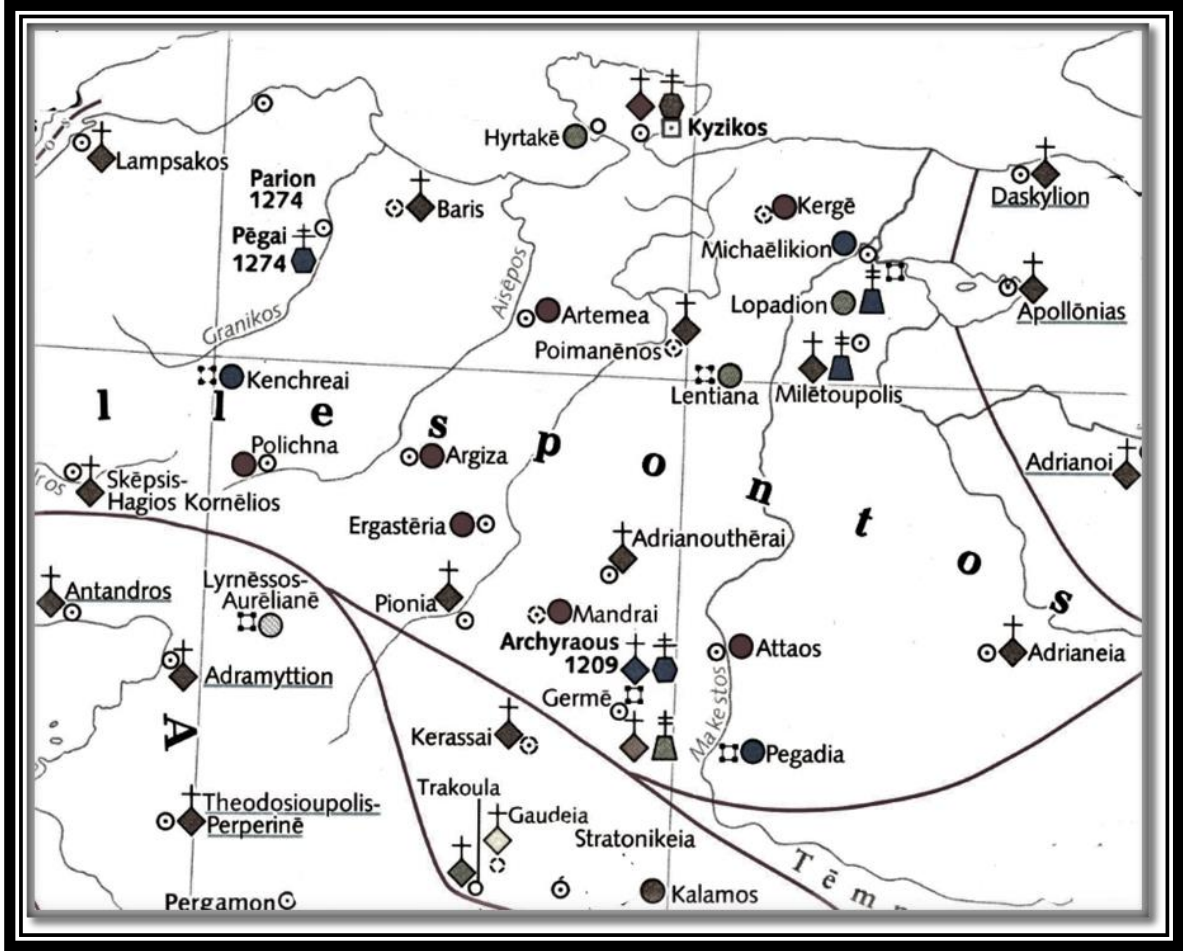 Hyrtakē
Kyzikos
Lampsakos
Parion
1274
Baris
Daskylion
Kergē
Pēgai
1274
Michaēlikion
Aisēpos
Granikos
Artemea
Lopadion
Apollōnias
Poimanēnos
Kenchreai
Lentiana
Milētoupolis
l l e s p o n t o s
Polichna
Argiza
Adrianoi
Skēpsis-
Hagios Kornēlios
Ergastēria
Adrianouthērai
Antandros
Lyrnēssos-
Aurēlianē
Pionia
Mandrai
Archyraous
1209
Attaos
Adrianeia
Adramyttion
Germē
Makestos
A
Kerassai
Pegadia
Trakoula
Theodosioupolis-
Perperinē
Gaudeia
Stratonikeia
Tēm
Pergamon
Kalamos